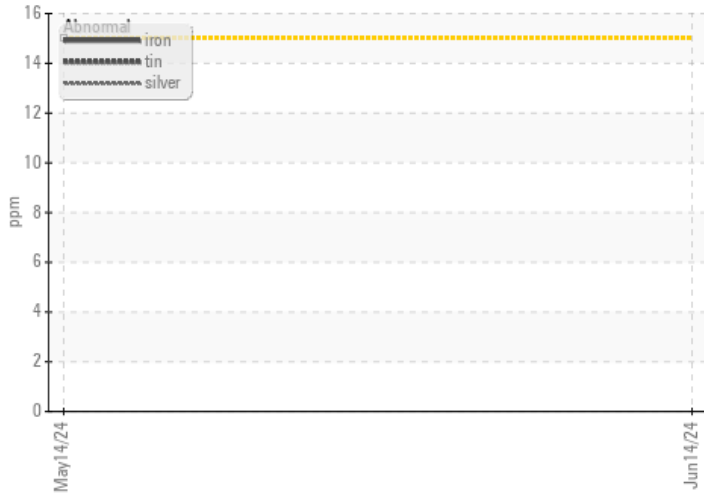 16
Abnormal
iron
tin
silver
14
12
10
8
6
4
2
0
ppm
May14/24
Jun14/24